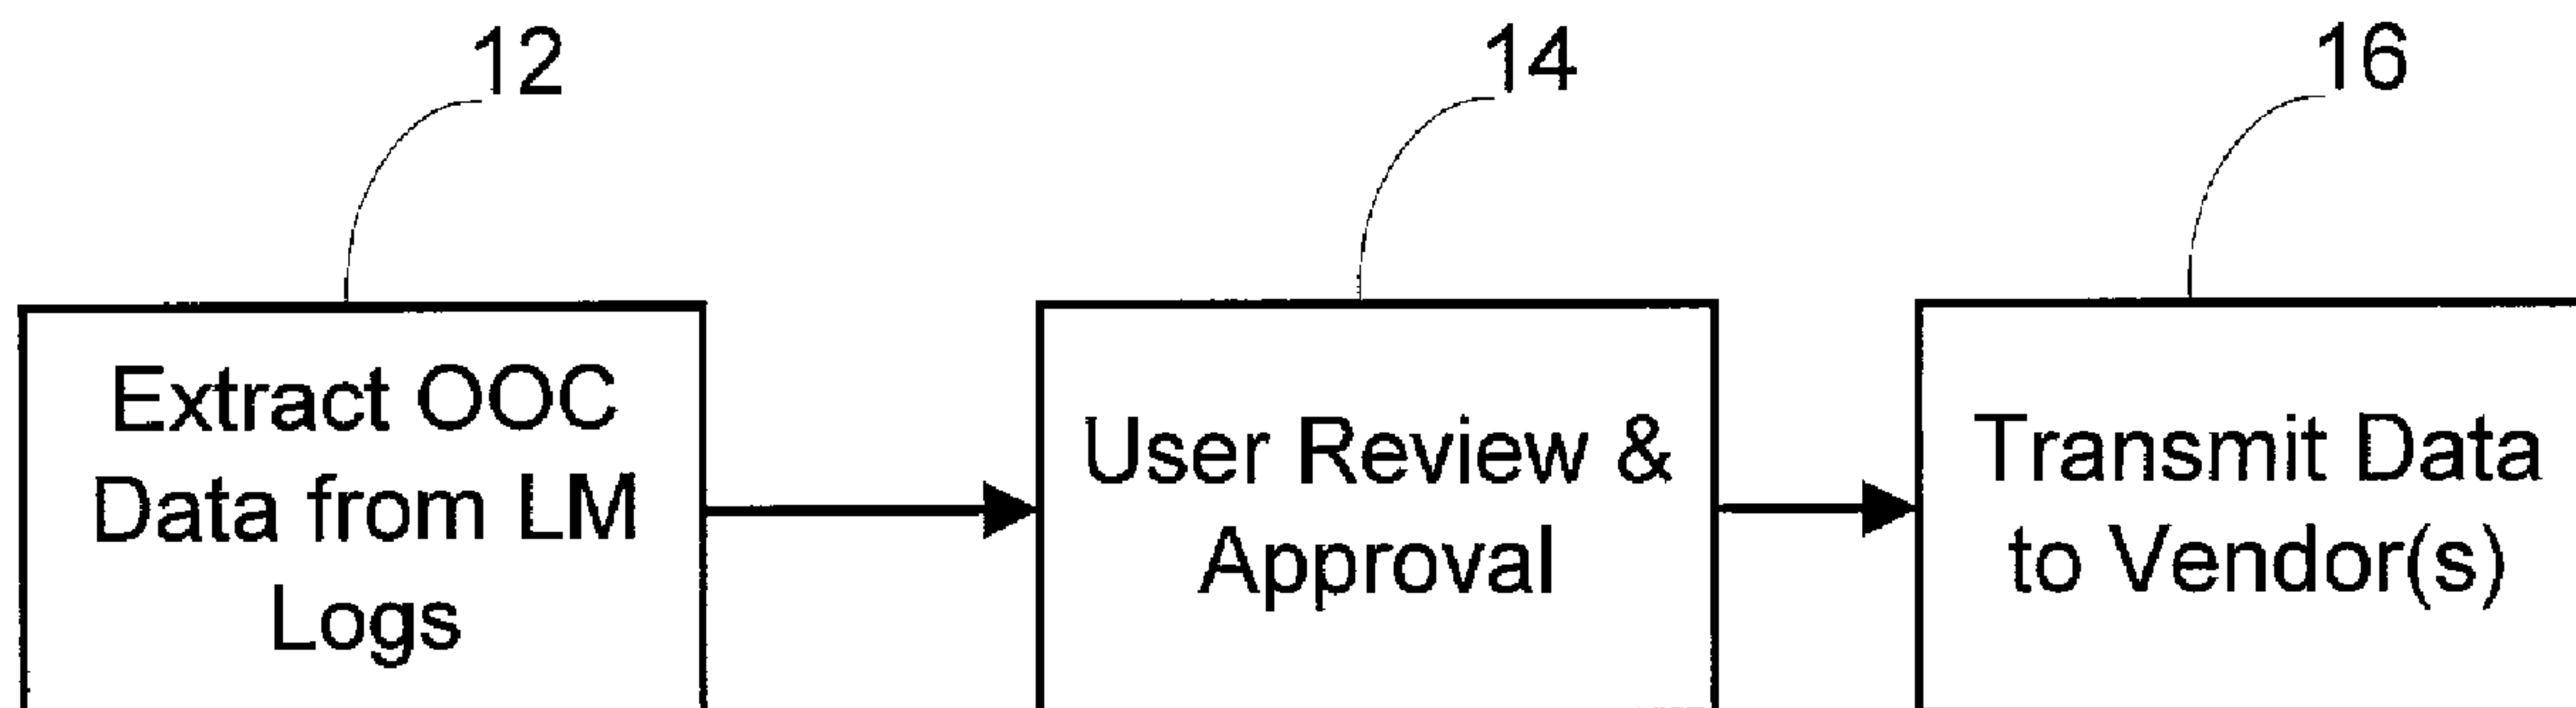 12
14
16
Extract OOC
Data from LM
Logs
User Review &
Approval
Transmit Data
to Vendor(s)